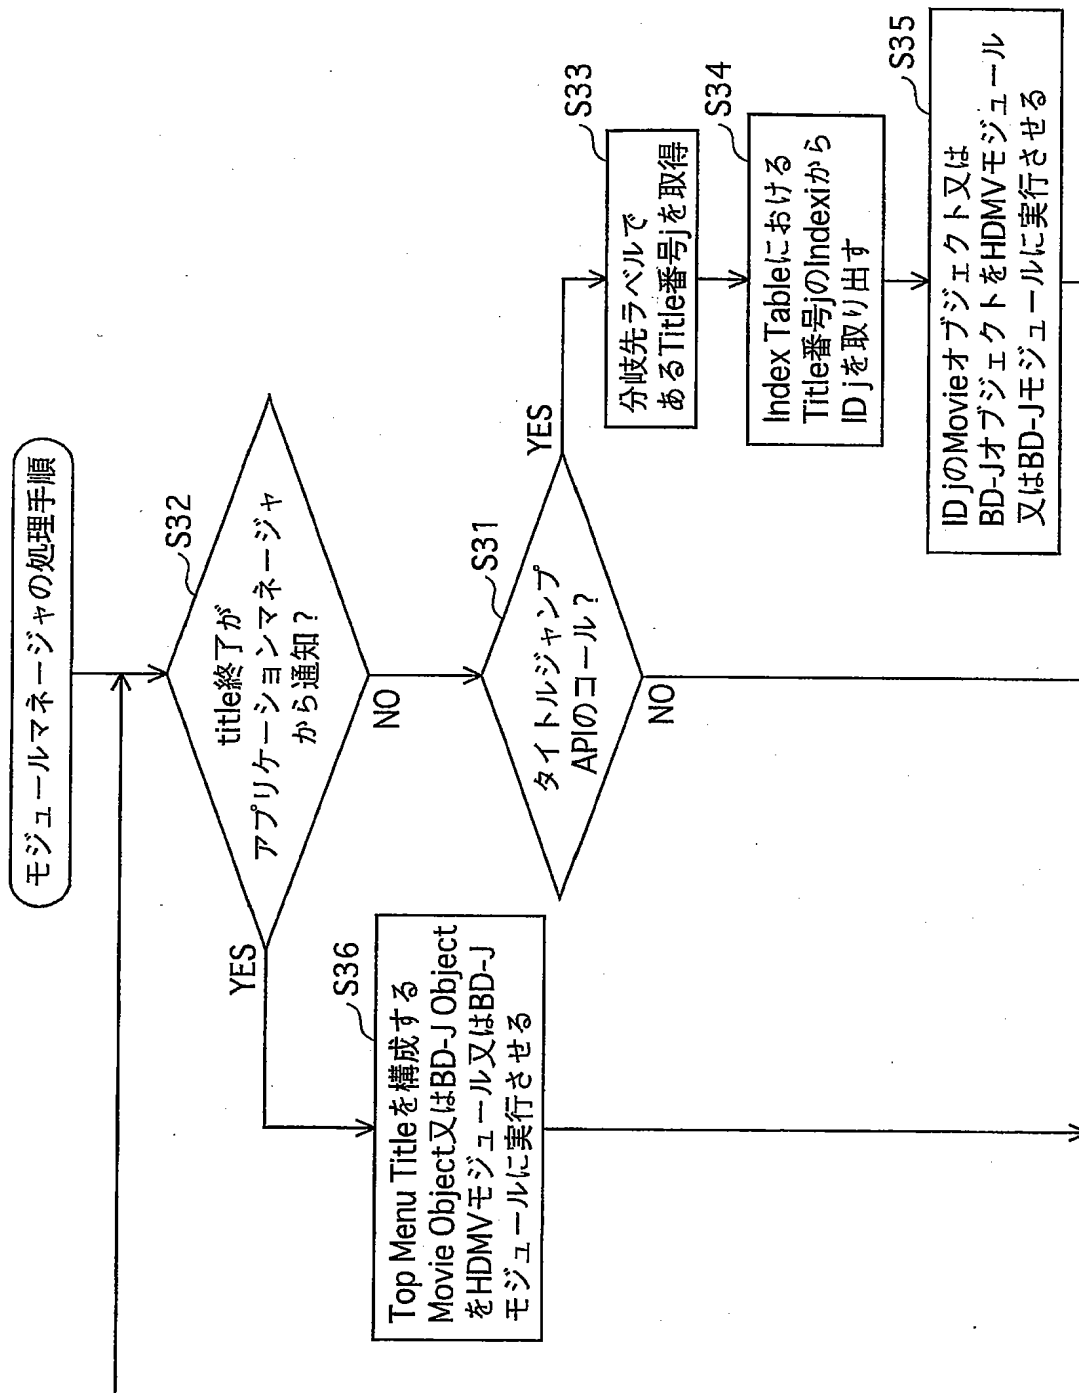 モジュールマネージャの処理手順
S32
title終了が
アプリケーションマネージャ
から通知？
YES
NO
S36
Top Menu Titleを構成する
Movie Object又はBD-J Object
をHDMVモジュール又はBD-J
モジュールに実行させる
S31
タイトルジャンプ
APIのコール？
YES
NO
S33
分岐先ラベルで
あるTitle番号jを取得
S34
Index Tableにおける
Title番号jのIndexiから
ID jを取り出す
S35
ID jのMovieオブジェクト又は
BD-JオブジェクトをHDMVモジュール
又はBD-Jモジュールに実行させる